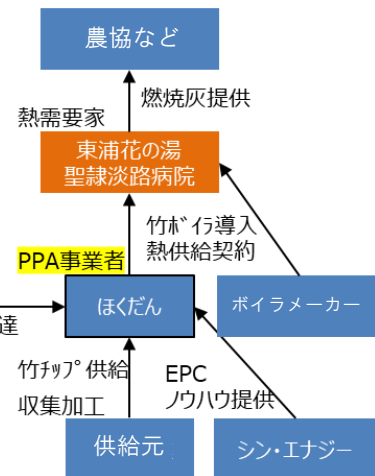 農協など
燃焼灰提供
熱需要家
東浦花の湯
聖隷淡路病院
竹ﾎﾞｲﾗ導入
熱供給契約
PPA事業者
ほくだん
ボイラメーカー
達
竹ﾁｯﾌﾟ供給
収集加工
EPC
ノウハウ提供
供給元
シン・エナジー